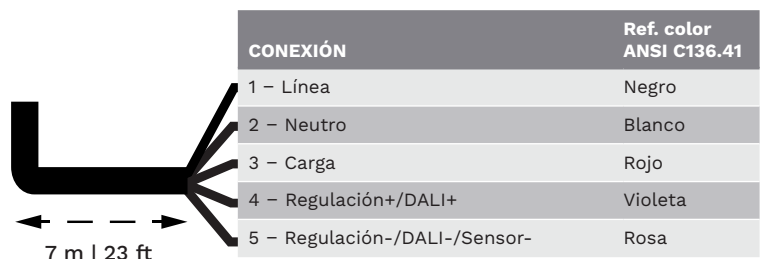 CONEXIÓN
Ref. color
ANSI C136.41
1 – Línea Negro
2 – Neutro Blanco
3 – Carga Rojo
4 – Regulación+/DALI+ Violeta
5 – Regulación-/DALI-/Sensor- Rosa
7 m | 23 ft